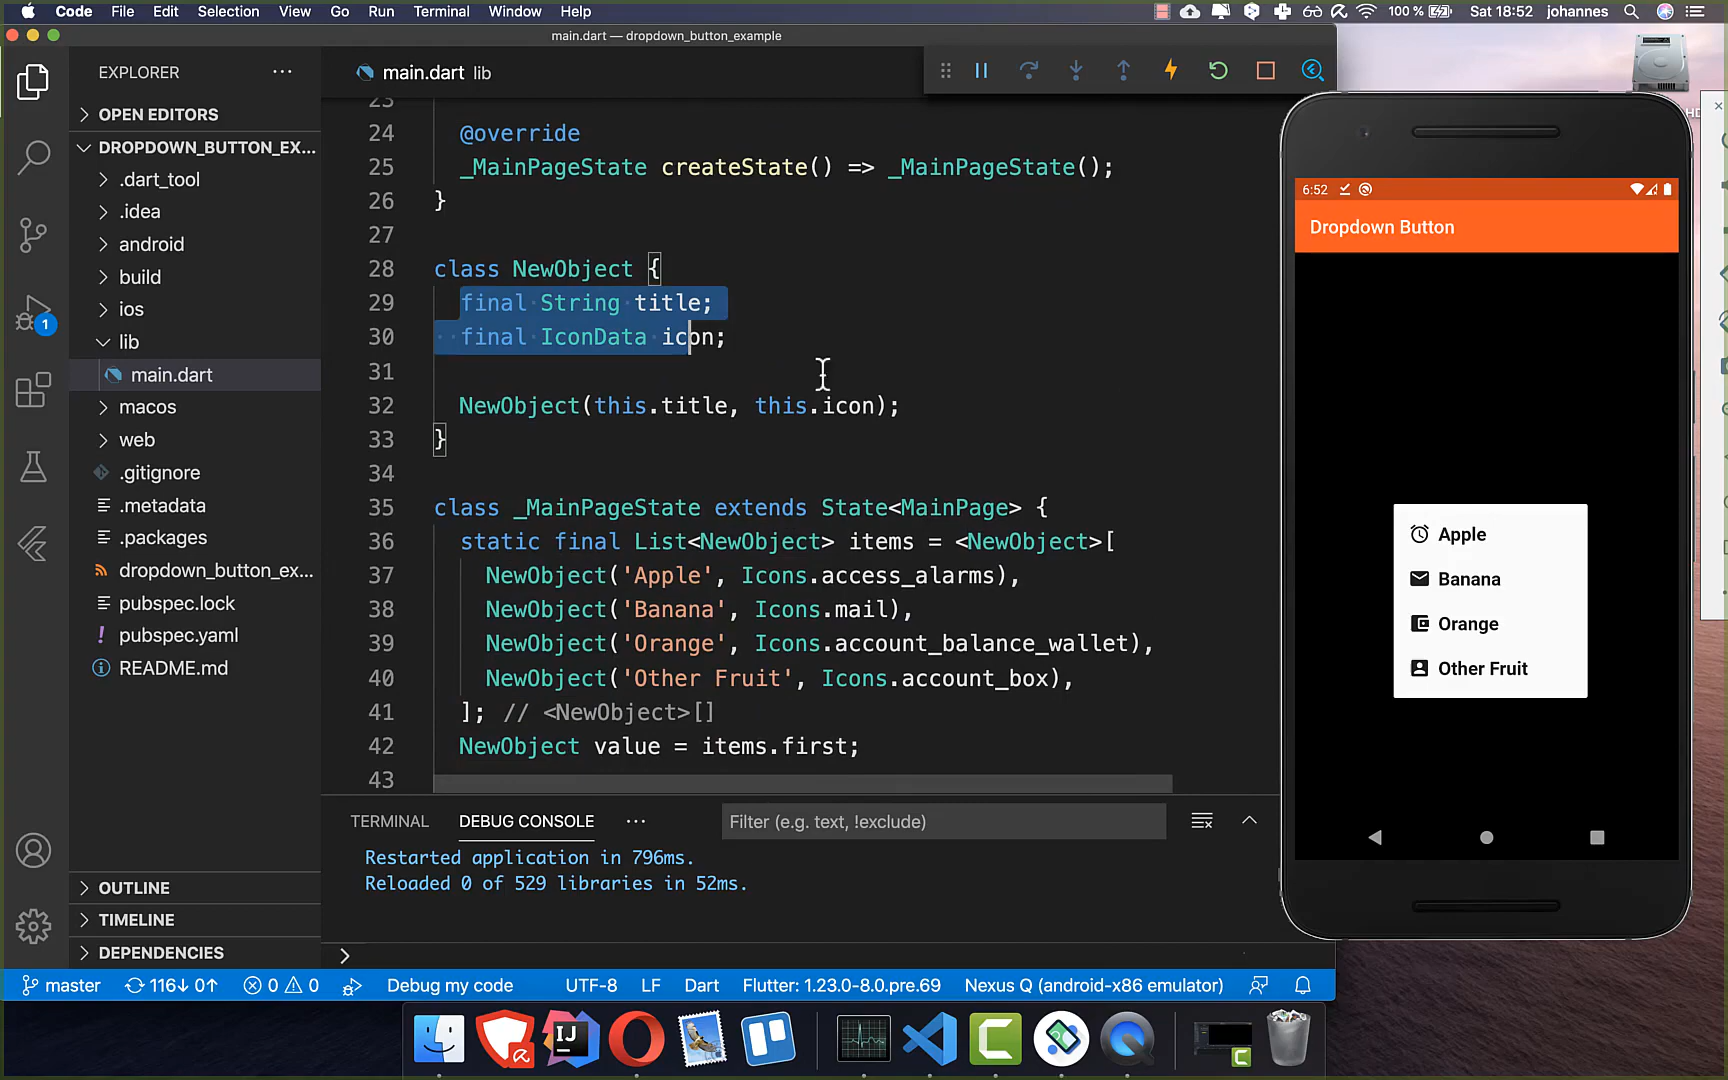 Code File Edit Selection View Go Run Terminal Window Help 100 % Sat 18:52 johannes
main.dart — dropdown_button_example
EXPLORER
OPEN EDITORS
DROPDOWN_BUTTON_EX...
.dart_tool
.idea
android
build
ios
lib
main.dart
macos
web
.gitignore
.metadata
.packages
dropdown_button_ex...
pubspec.lock
pubspec.yaml
README.md
OUTLINE
TIMELINE
DEPENDENCIES
1
main.dart lib
23
24 @override
25 _MainPageState createState() => _MainPageState();
26 }
27
28 class NewObject {
29 final String title;
30 final IconData icon;
31
32 NewObject(this.title, this.icon);
33 }
34
35 class _MainPageState extends State<MainPage> {
36 static final List<NewObject> items = <NewObject>[
37 NewObject('Apple', Icons.access_alarms),
38 NewObject('Banana', Icons.mail),
39 NewObject('Orange', Icons.account_balance_wallet),
40 NewObject('Other Fruit', Icons.account_box),
41 ]; // <NewObject>[]
42 NewObject value = items.first;
43
TERMINAL DEBUG CONSOLE ... Filter (e.g. text, !exclude)
Restarted application in 796ms.
Reloaded 0 of 529 libraries in 52ms.
master 116↓ 0↑ 0 0 Debug my code UTF-8 LF Dart Flutter: 1.23.0-8.0.pre.69 Nexus Q (android-x86 emulator)
6:52
Dropdown Button
Apple
Banana
Orange
Other Fruit
IJ